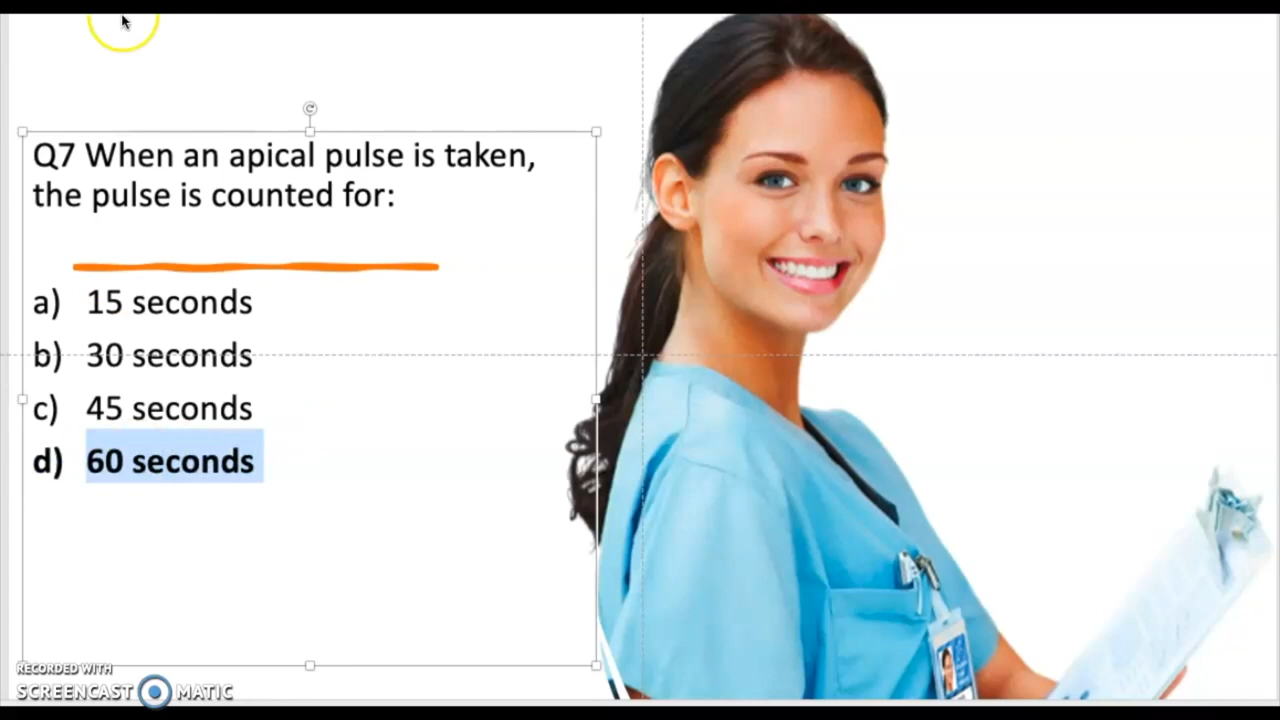 Q7 When an apical pulse is taken,
the pulse is counted for:
a) 15 seconds
b) 30 seconds
c) 45 seconds
d) 60 seconds
RECORDED WITH
SCREENCAST MATIC